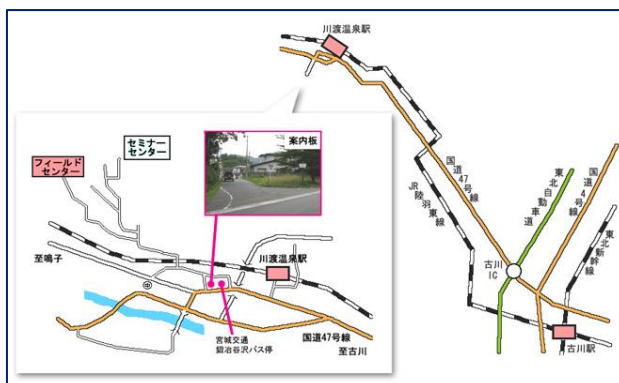 川渡温泉駅
国道47号線
JR陸羽東線
東北自動車道
国道4号線
東北新幹線
古川
IC
古川駅
案内板
セミナー
センター
フィールド
センター
至鳴子
川渡温泉駅
宮城交通
鍛冶谷沢バス停
国道47号線
至古川